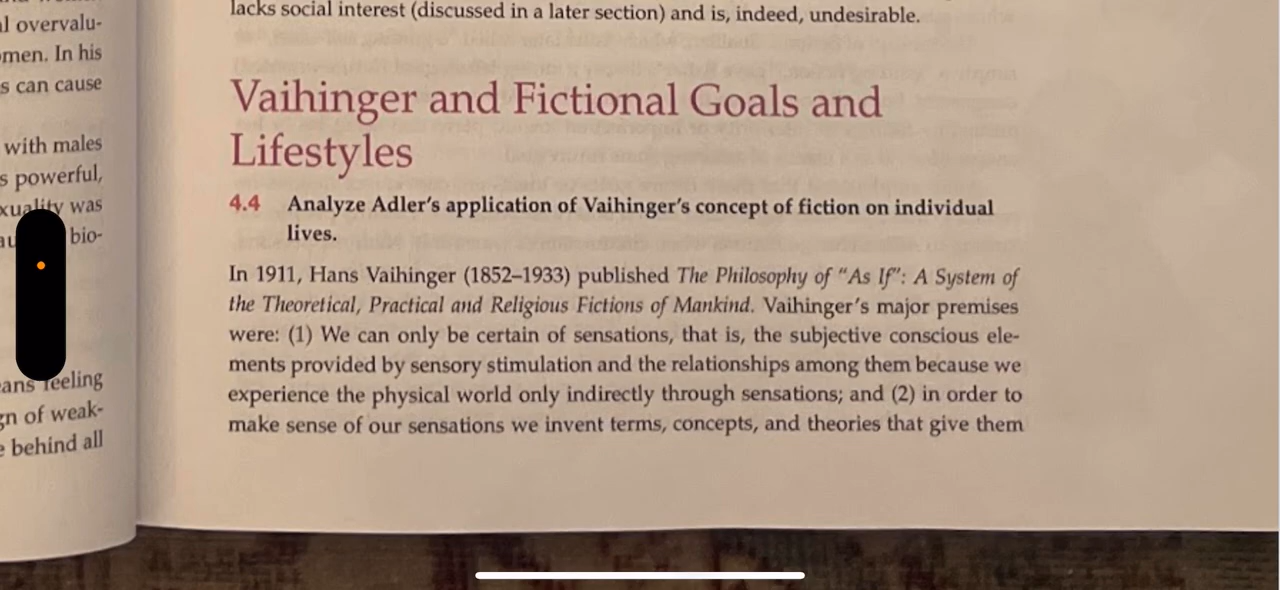 l overvalu-
men. In his
s can cause
with males
s powerful,
xuality was
bio-
ans feeling
gn of weak-
e behind all
lacks social interest (discussed in a later section) and is, indeed, undesirable.
Vaihinger and Fictional Goals and
Lifestyles
4.4 Analyze Adler's application of Vaihinger's concept of fiction on individual
lives.
In 1911, Hans Vaihinger (1852–1933) published The Philosophy of "As If": A System of
the Theoretical, Practical and Religious Fictions of Mankind. Vaihinger's major premises
were: (1) We can only be certain of sensations, that is, the subjective conscious ele-
ments provided by sensory stimulation and the relationships among them because we
experience the physical world only indirectly through sensations; and (2) in order to
make sense of our sensations we invent terms, concepts, and theories that give them